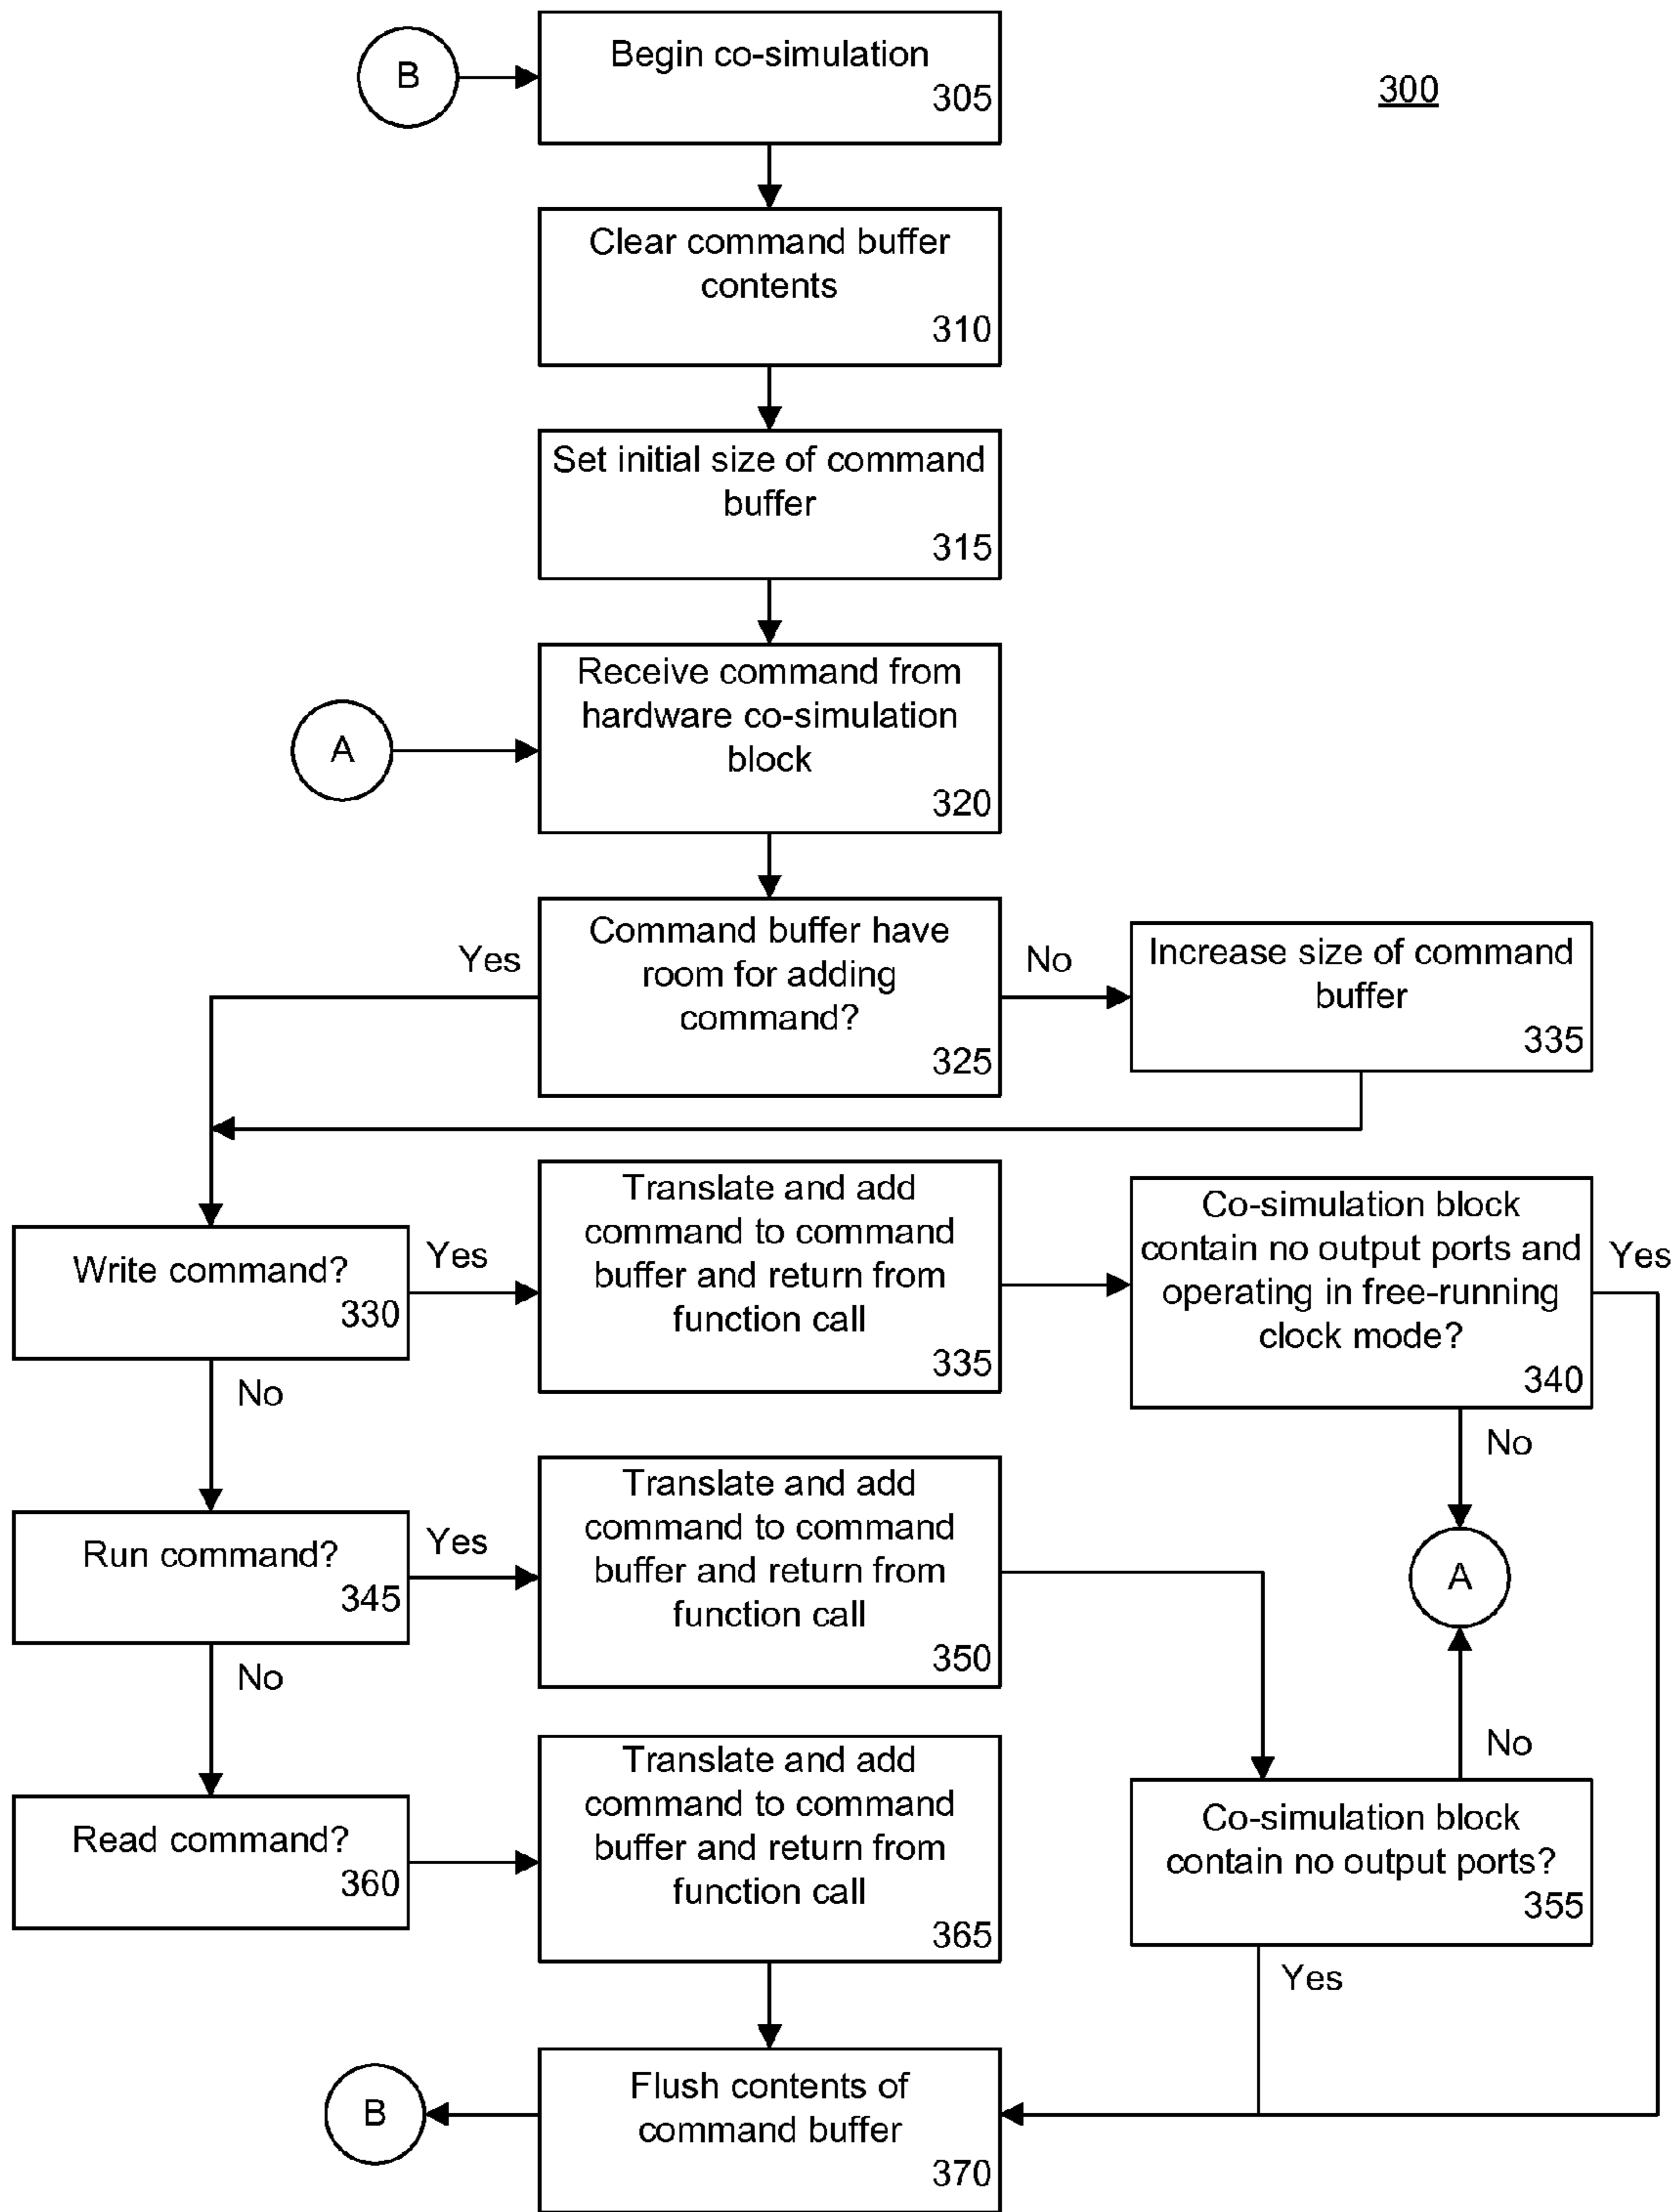 B
Begin co-simulation
305
300
Clear command buffer
contents
310
Set initial size of command
buffer
315
Receive command from
hardware co-simulation
block
320
A
Command buffer have
room for adding
command?
325
Yes
No
Increase size of command
buffer
335
Write command?
330
Yes
No
Translate and add
command to command
buffer and return from
function call
335
Co-simulation block
contain no output ports and
operating in free-running
clock mode?
340
Yes
No
A
Run command?
345
Yes
No
Translate and add
command to command
buffer and return from
function call
350
No
Co-simulation block
contain no output ports?
355
Yes
Read command?
360
Translate and add
command to command
buffer and return from
function call
365
Flush contents of
command buffer
370
B